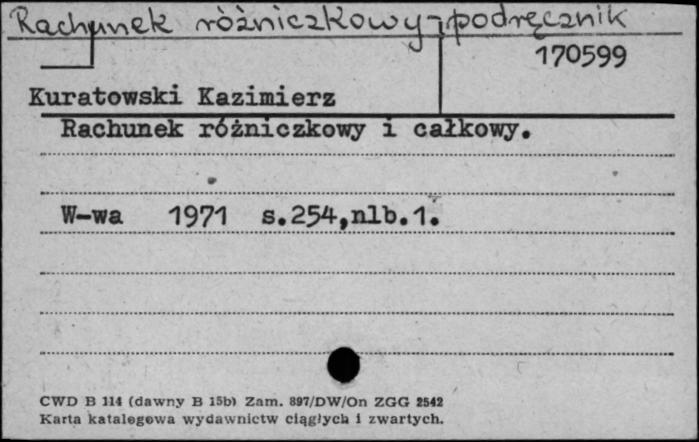 Rachunek różniczkowy-podręcznik
170599
Kuratowski Kazimierz
Rachunek różniczkowy i całkowy.
W-wa 1971 s.254,nlb.1.
CWD B 114 (dawny B 15b) Zam. 897/DW/On ZGG 2542
Karta katalogowa wydawnictw ciągłych i zwartych.